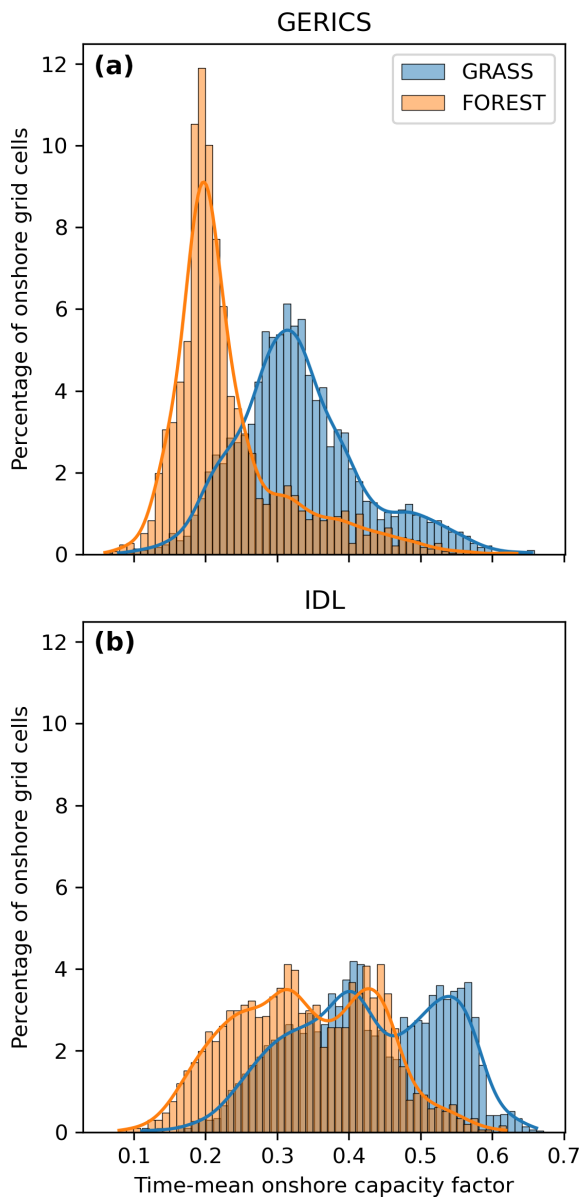 GERICS
(a)
GRASS
FOREST
12
10
8
6
4
2
0
Percentage of onshore grid cells
IDL
(b)
12
10
8
6
4
2
0
Percentage of onshore grid cells
0.1 0.2 0.3 0.4 0.5 0.6 0.7
Time-mean onshore capacity factor